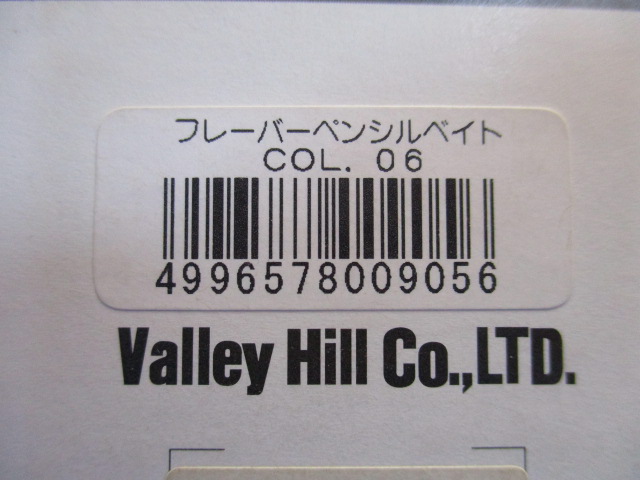 フレーバーペンシルベイト
COL. 06
4996578009056
Valley Hill Co.,LTD.